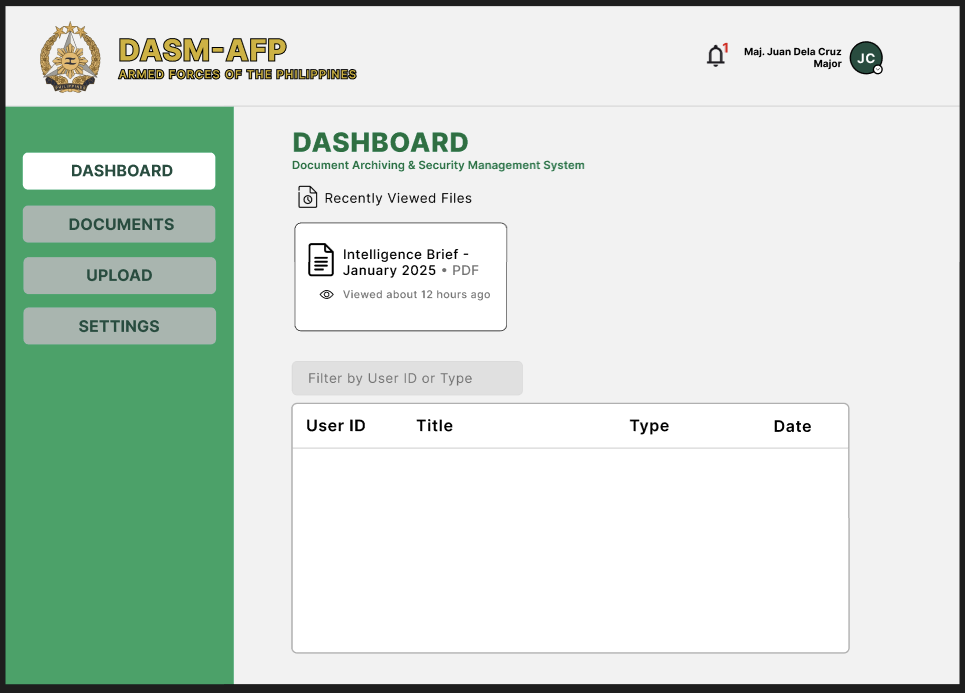 DASM-AFP
ARMED FORCES OF THE PHILIPPINES
PHILIPPINES
1
Maj. Juan Dela Cruz
Major
JC
DASHBOARD
DOCUMENTS
UPLOAD
SETTINGS
DASHBOARD
Document Archiving & Security Management System
Recently Viewed Files
Intelligence Brief -
January 2025 • PDF
Viewed about 12 hours ago
Filter by User ID or Type
User ID Title Type Date